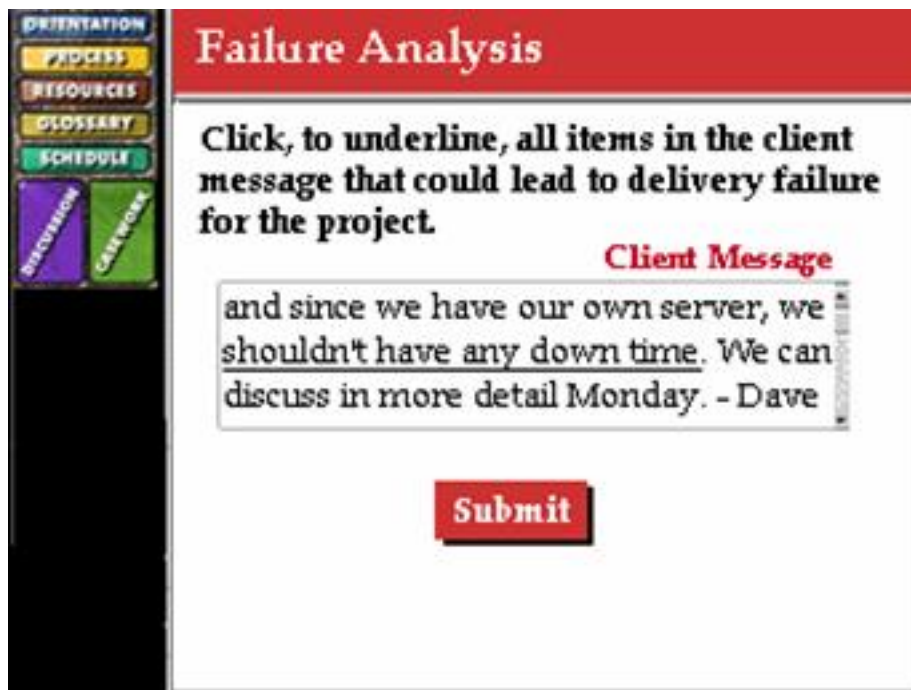 ORIENTATION
PROCESS
RESOURCES
GLOSSARY
SCHEDULE
DISCUSSION
CASEWORK
Failure Analysis
Click, to underline, all items in the client
message that could lead to delivery failure
for the project.
Client Message
and since we have our own server, we
shouldn't have any down time. We can
discuss in more detail Monday. - Dave
Submit